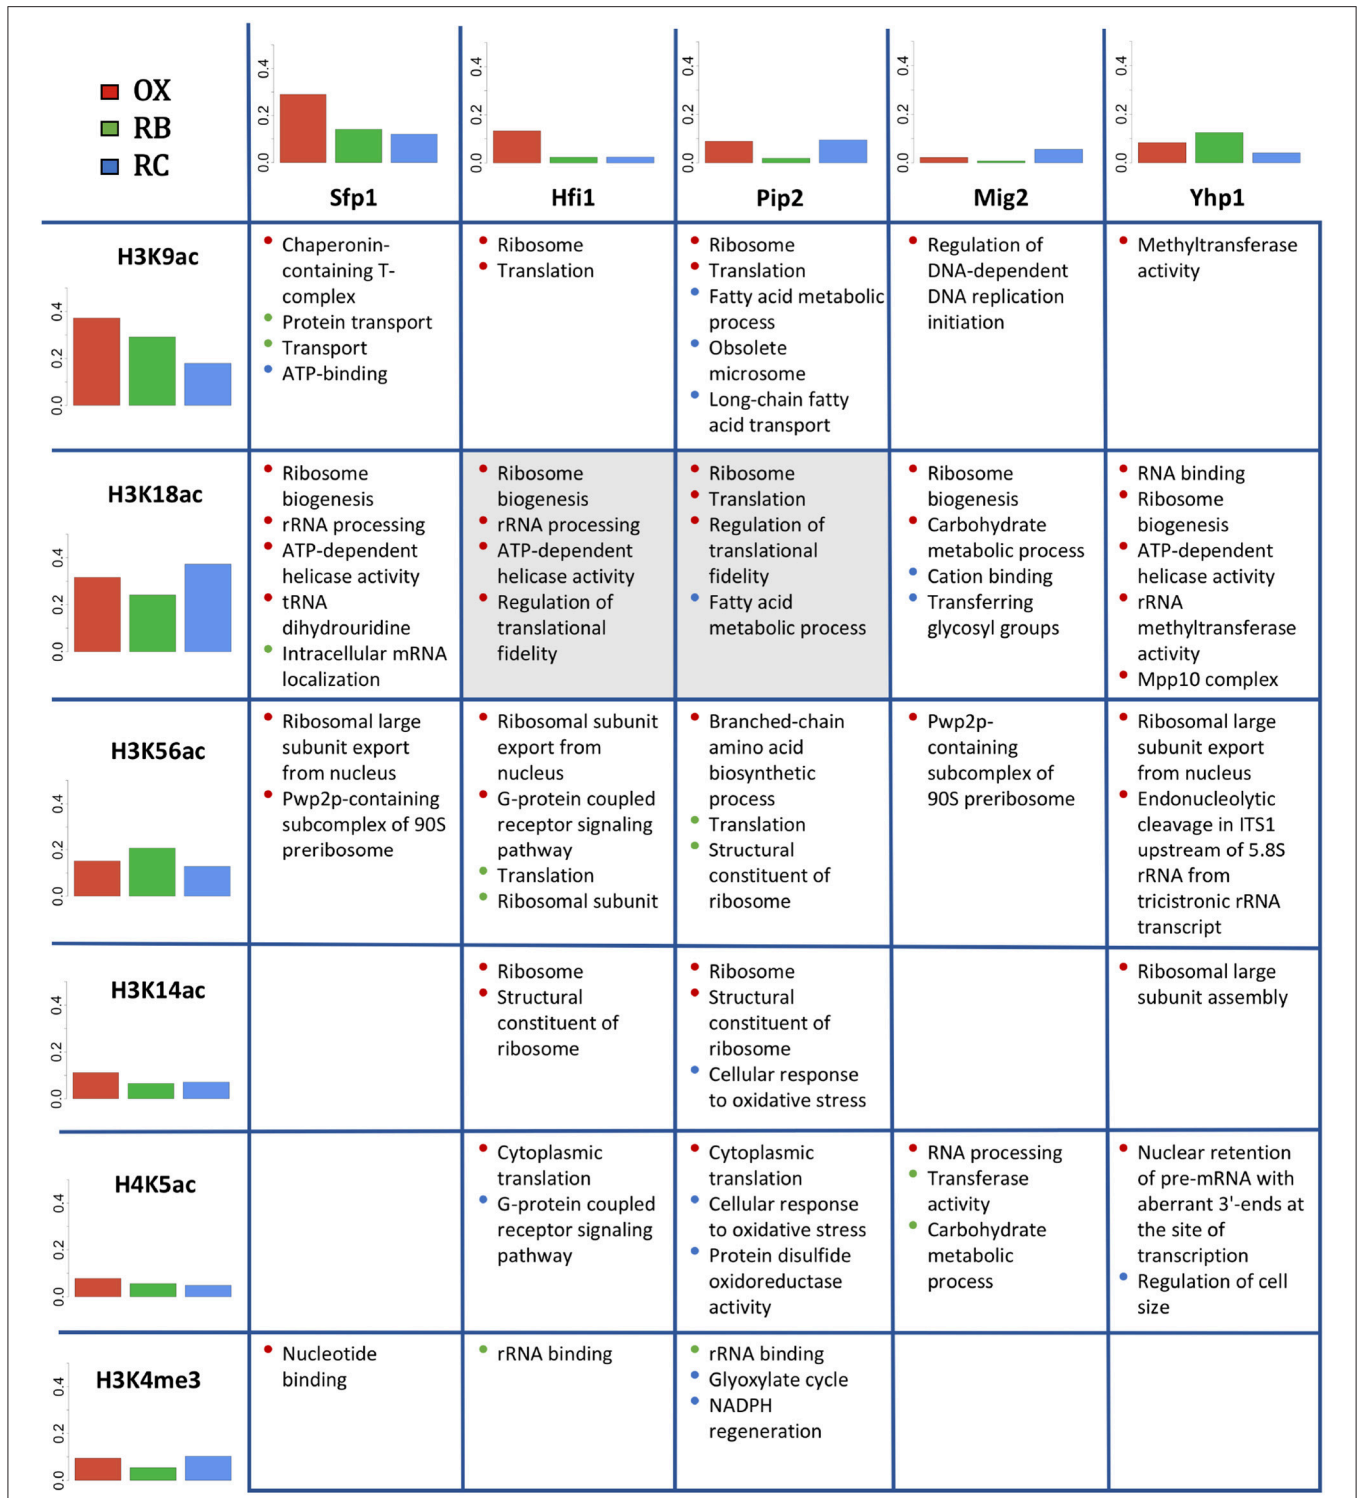 OX
RB
RC
0.0 0.2 0.4
Sfp1
0.0 0.2 0.4
Hfi1
0.0 0.2 0.4
Pip2
0.0 0.2 0.4
Mig2
0.0 0.2 0.4
Yhp1
H3K9ac
0.0 0.2 0.4
• Chaperonin-
containing T-
complex
• Protein transport
• Transport
• ATP-binding
• Ribosome
• Translation
• Ribosome
• Translation
• Fatty acid metabolic
process
• Obsolete
microsome
• Long-chain fatty
acid transport
• Regulation of
DNA-dependent
DNA replication
initiation
• Methyltransferase
activity
H3K18ac
0.0 0.2 0.4
• Ribosome
biogenesis
• rRNA processing
• ATP-dependent
helicase activity
• tRNA
dihydrouridine
• Intracellular mRNA
localization
• Ribosome
biogenesis
• rRNA processing
• ATP-dependent
helicase activity
• Regulation of
translational
fidelity
• Ribosome
• Translation
• Regulation of
translational
fidelity
• Fatty acid
metabolic process
• Ribosome
biogenesis
• Carbohydrate
metabolic process
• Cation binding
• Transferring
glycosyl groups
• RNA binding
• Ribosome
biogenesis
• ATP-dependent
helicase activity
• rRNA
methyltransferase
activity
• Mpp10 complex
H3K56ac
0.0 0.2 0.4
• Ribosomal large
subunit export
from nucleus
• Pwp2p-containing
subcomplex of 90S
preribosome
• Ribosomal subunit
export from
nucleus
• G-protein coupled
receptor signaling
pathway
• Translation
• Ribosomal subunit
• Branched-chain
amino acid
biosynthetic
process
• Translation
• Structural
constituent of
ribosome
• Pwp2p-
containing
subcomplex of
90S preribosome
• Ribosomal large
subunit export
from nucleus
• Endonucleolytic
cleavage in ITS1
upstream of 5.8S
rRNA from
tricistronic rRNA
transcript
H3K14ac
0.0 0.2 0.4
• Ribosome
• Structural
constituent of
ribosome
• Ribosome
• Structural
constituent of
ribosome
• Cellular response
to oxidative stress
• Ribosomal large
subunit assembly
H4K5ac
0.0 0.2 0.4
• Cytoplasmic
translation
• G-protein coupled
receptor signaling
pathway
• Cytoplasmic
translation
• Cellular response
to oxidative stress
• Protein disulfide
oxidoreductase
activity
• RNA processing
• Transferase
activity
• Carbohydrate
metabolic
process
• Nuclear retention
of pre-mRNA with
aberrant 3'-ends at
the site of
transcription
• Regulation of cell
size
H3K4me3
0.0 0.2 0.4
• Nucleotide
binding
• rRNA binding
• rRNA binding
• Glyoxylate cycle
• NADPH
regeneration